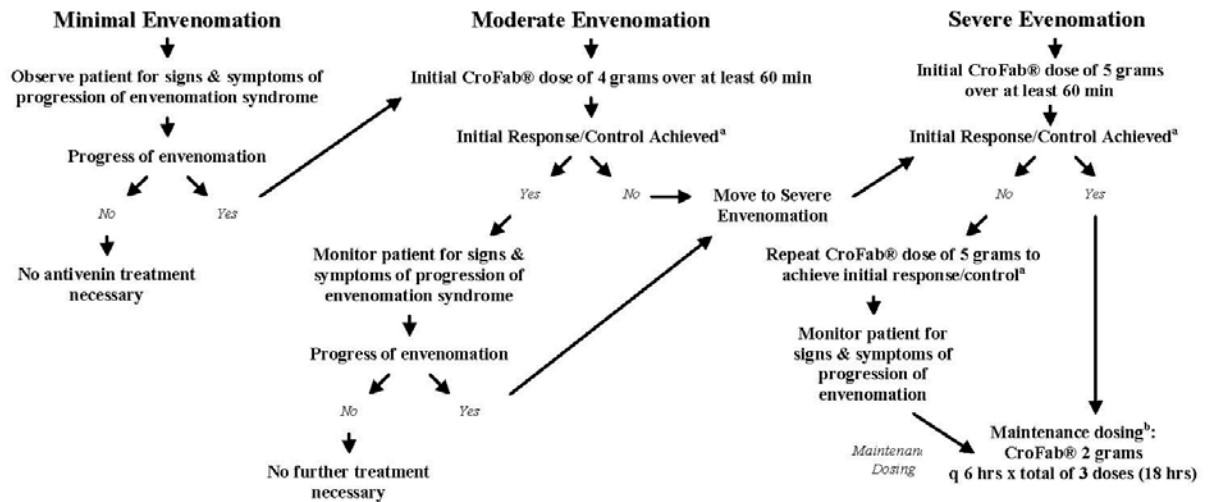 Minimal Envenomation
Observe patient for signs & symptoms of
progression of envenomation syndrome
Progress of envenomation
No
Yes
No antivenin treatment
necessary
Moderate Envenomation
Initial CroFab® dose of 4 grams over at least 60 min
Initial Response/Control Achievedª
Yes
No
Move to Severe
Envenomation
Monitor patient for signs &
symptoms of progression of
envenomation syndrome
Progress of envenomation
No
Yes
No further treatment
necessary
Severe Evenomation
Initial CroFab® dose of 5 grams
over at least 60 min
Initial Response/Control Achievedª
No
Yes
Repeat CroFab® dose of 5 grams to
achieve initial response/controlª
Monitor patient for
signs & symptoms of
progression of
envenomation
Maintenanc
Dosing
Maintenance dosingᵇ:
CroFab® 2 grams
q 6 hrs x total of 3 doses (18 hrs)